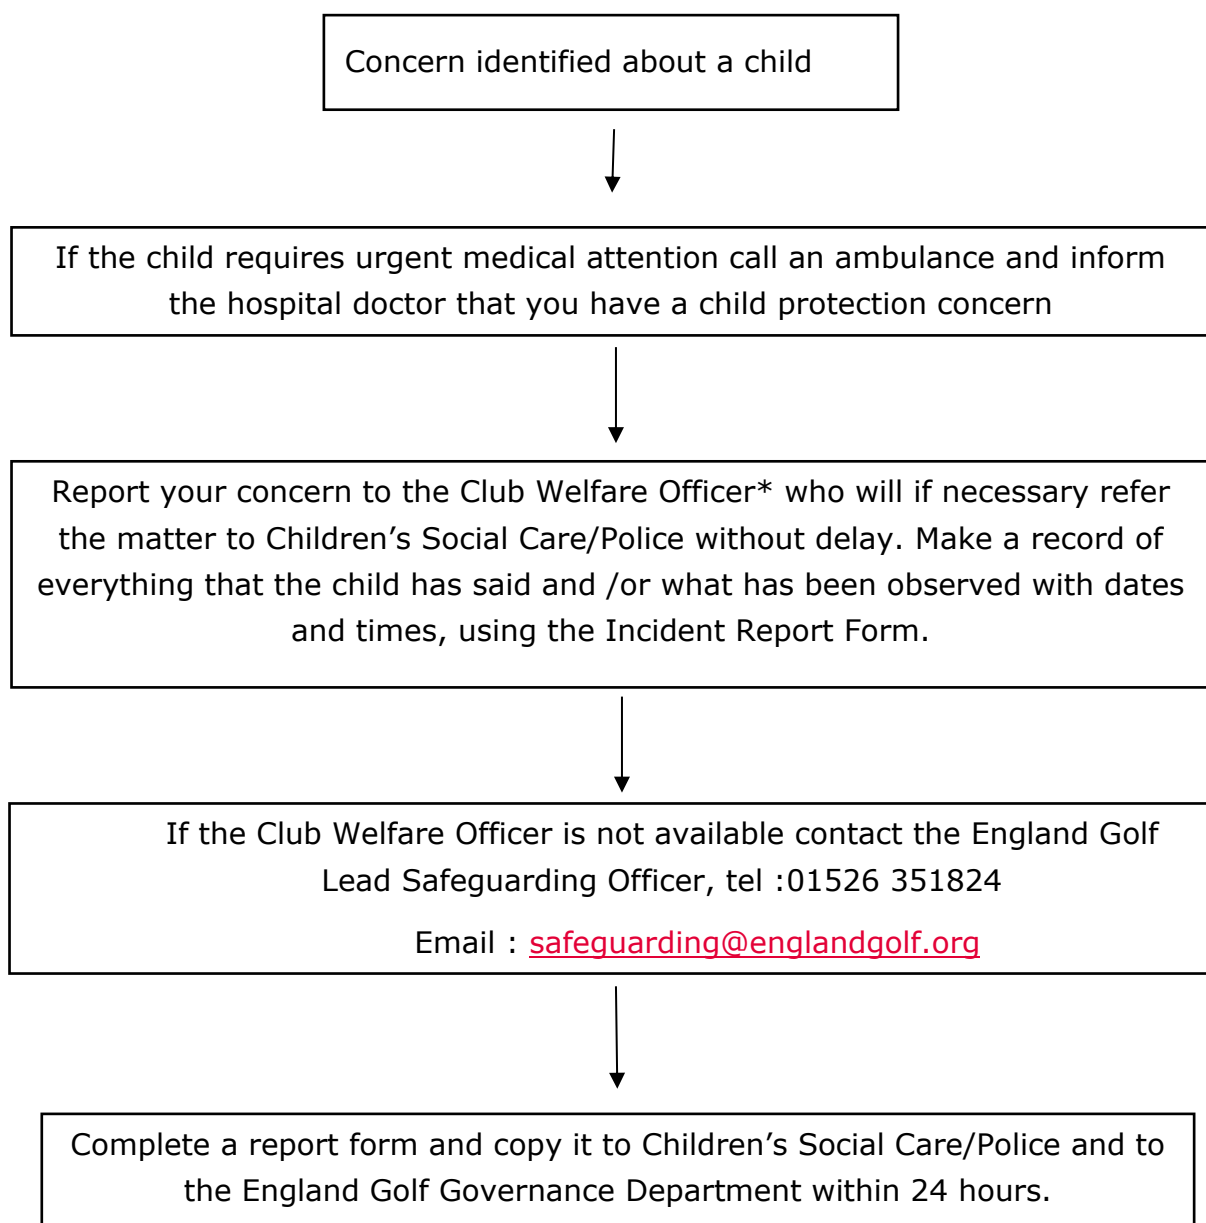 Concern identified about a child
If the child requires urgent medical attention call an ambulance and inform
the hospital doctor that you have a child protection concern
Report your concern to the Club Welfare Officer* who will if necessary refer
the matter to Children’s Social Care/Police without delay. Make a record of
everything that the child has said and /or what has been observed with dates
and times, using the Incident Report Form.
If the Club Welfare Officer is not available contact the England Golf
Lead Safeguarding Officer, tel :01526 351824
Email : safeguarding@englandgolf.org
Complete a report form and copy it to Children’s Social Care/Police and to
the England Golf Governance Department within 24 hours.